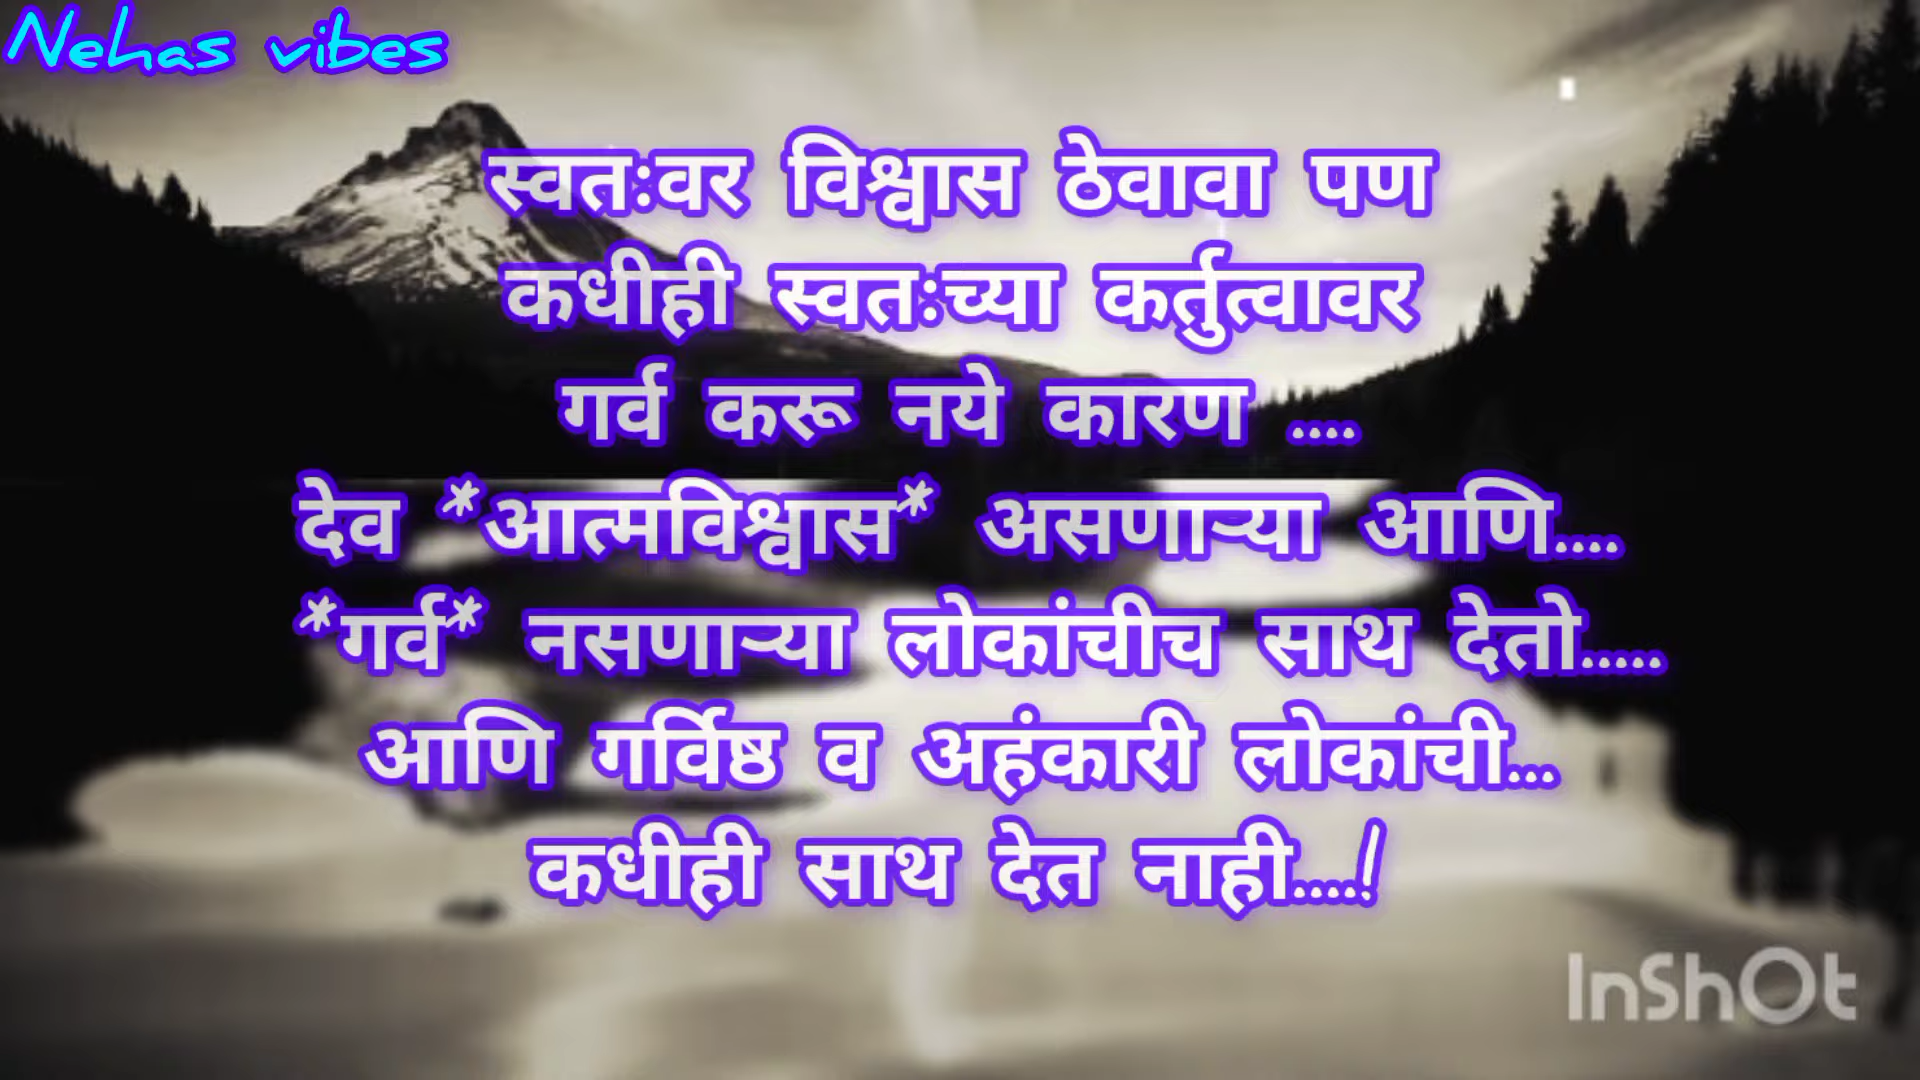 Nehas vibes
स्वतःवर विश्वास ठेवावा पण
कधीही स्वतःच्या कर्तुत्वावर
गर्व करू नये कारण ....
देव *आत्मविश्वास* असणाऱ्या आणि....
*गर्व* नसणाऱ्या लोकांचीच साथ देतो.....
आणि गर्विष्ठ व अहंकारी लोकांची...
कधीही साथ देत नाही....!
InShOt